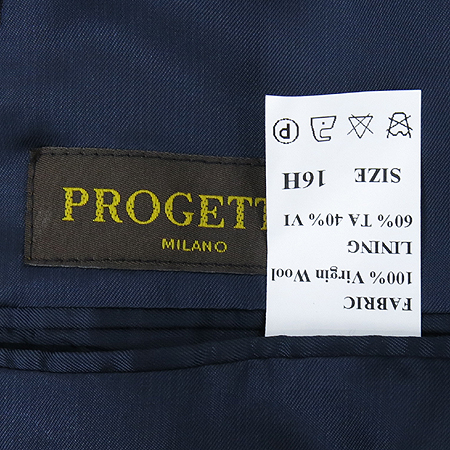 PROGETT
MILANO
FABRIC
100% Virgin Wool
LINING
60% TA 40% VI
SIZE 16H
P